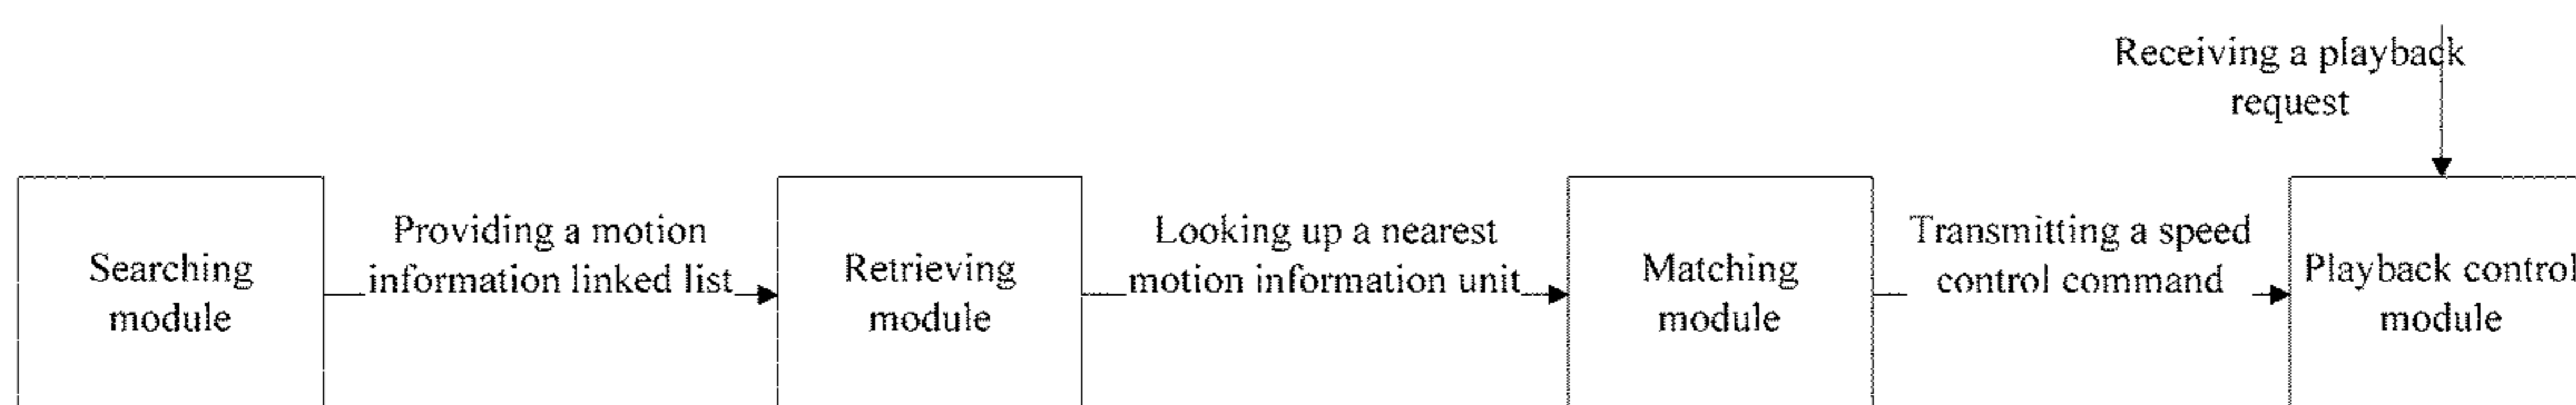 Receiving a playback
request
Searching
module
Providing a motion
information linked list
Retrieving
module
Looking up a nearest
motion information unit
Matching
module
Transmitting a speed
control command
Playback control
module